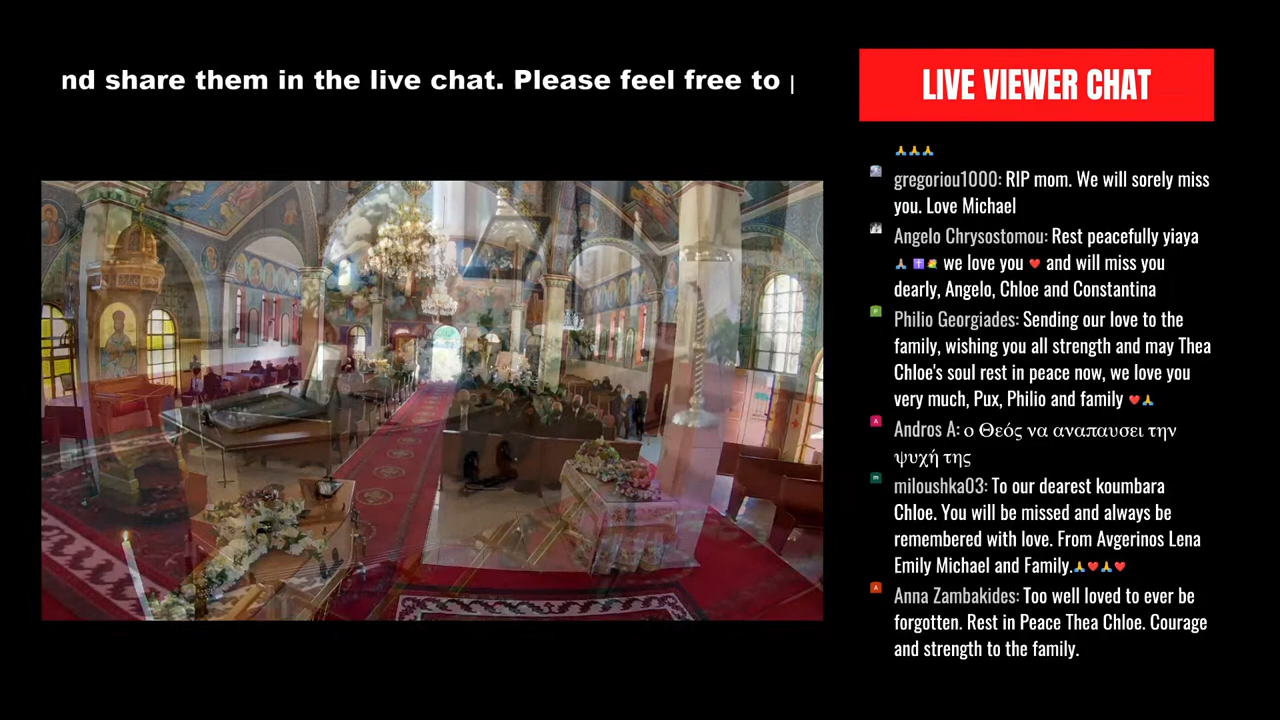 nd share them in the live chat. Please feel free to
LIVE VIEWER CHAT
🙏🙏🙏
gregoriou1000: RIP mom. We will sorely miss
you. Love Michael
Angelo Chrysostomou: Rest peacefully yiaya
🙏 ✝️ 💐 we love you ❤️ and will miss you
dearly, Angelo, Chloe and Constantina
Philio Georgiades: Sending our love to the
family, wishing you all strength and may Thea
Chloe's soul rest in peace now, we love you
very much, Pux, Philio and family ❤️🙏
Andros A: ο Θεός να αναπαυσει την
ψυχή της
miloushka03: To our dearest koumbara
Chloe. You will be missed and always be
remembered with love. From Avgerinos Lena
Emily Michael and Family.🙏❤️🙏❤️
Anna Zambakides: Too well loved to ever be
forgotten. Rest in Peace Thea Chloe. Courage
and strength to the family.